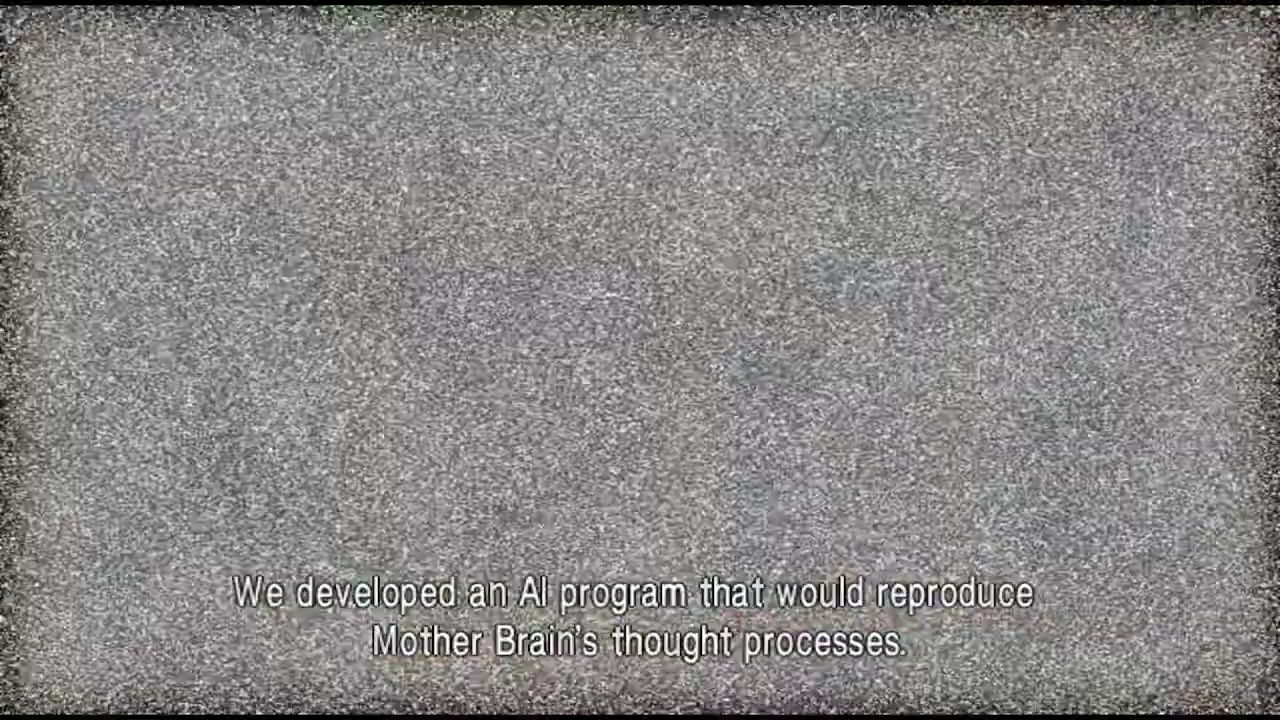 We developed an AI program that would reproduce
Mother Brain's thought processes.